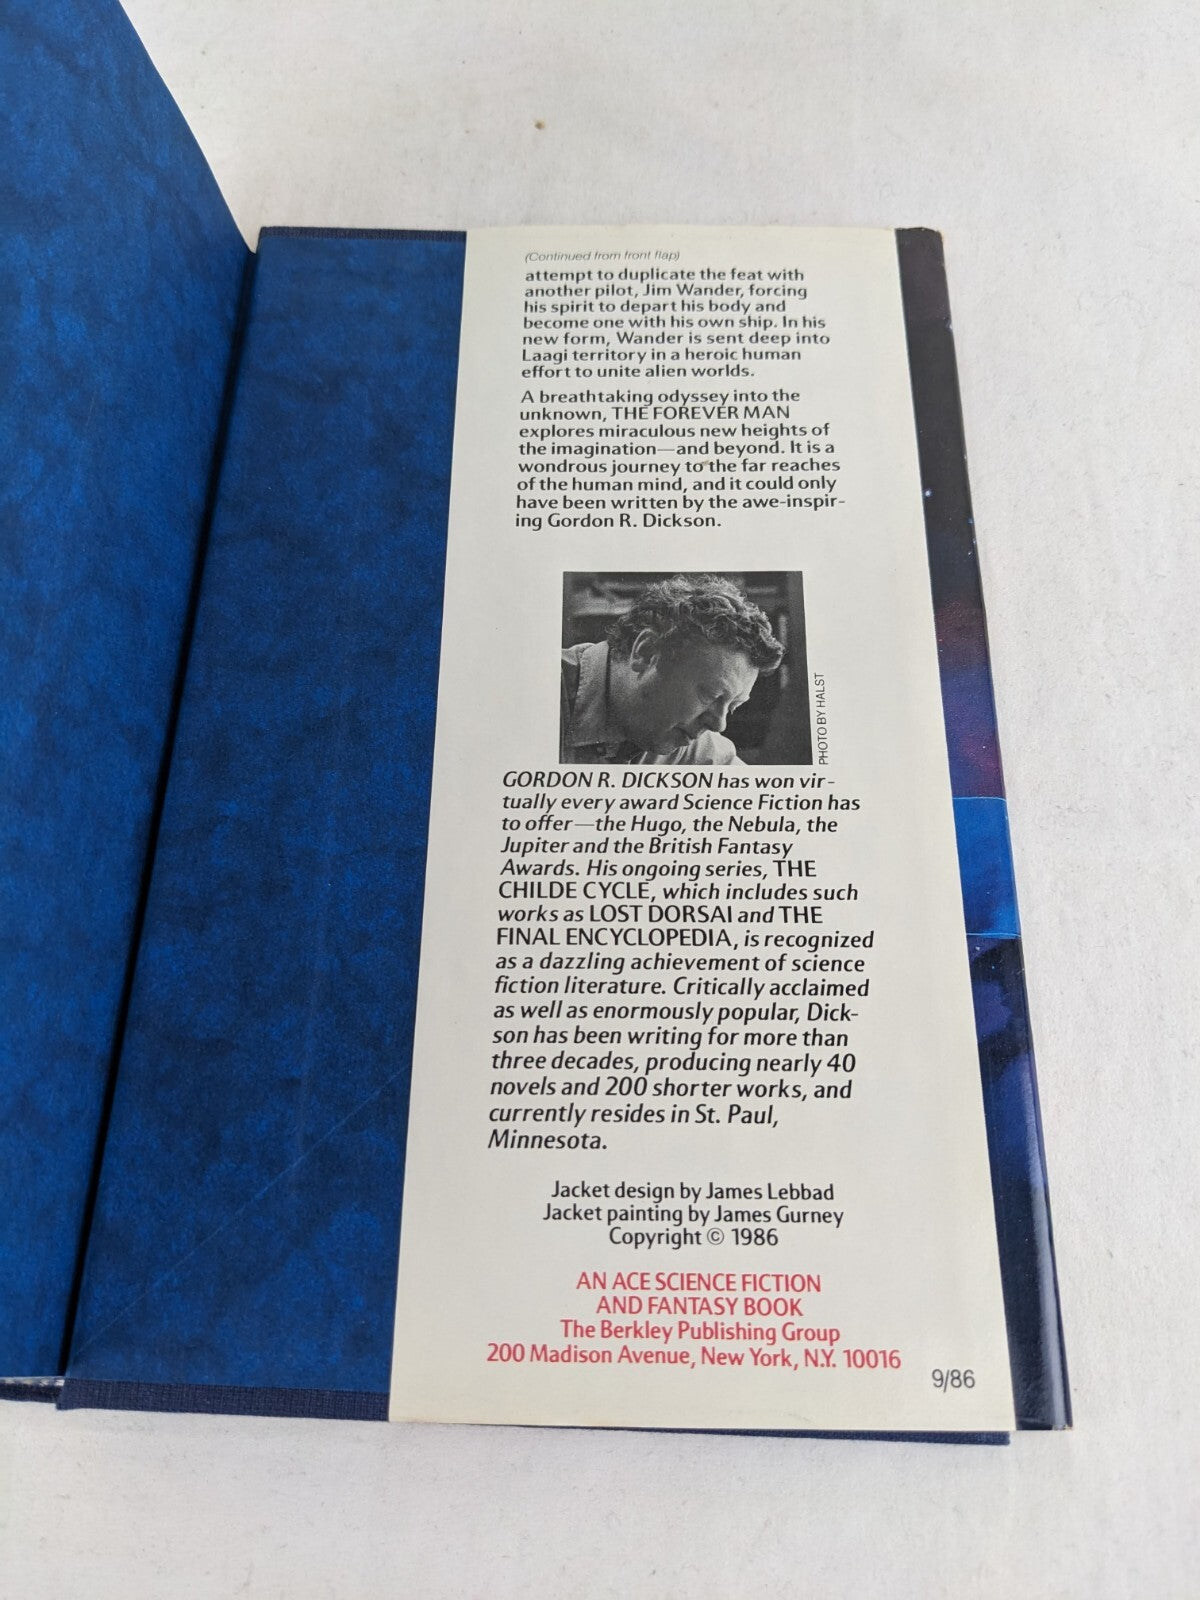 (Continued from front flap)
attempt to duplicate the feat with
another pilot, Jim Wander, forcing
his spirit to depart his body and
become one with his own ship. In his
new form, Wander is sent deep into
Laagi territory in a heroic human
effort to unite alien worlds.
A breathtaking odyssey into the
unknown, THE FOREVER MAN
explores miraculous new heights of
the imagination—and beyond. It is a
wondrous journey to the far reaches
of the human mind, and it could only
have been written by the awe-inspir-
ing Gordon R. Dickson.
PHOTO BY HALST
GORDON R. DICKSON has won vir-
tually every award Science Fiction has
to offer—the Hugo, the Nebula, the
Jupiter and the British Fantasy
Awards. His ongoing series, THE
CHILDE CYCLE, which includes such
works as LOST DORSAI and THE
FINAL ENCYCLOPEDIA, is recognized
as a dazzling achievement of science
fiction literature. Critically acclaimed
as well as enormously popular, Dick-
son has been writing for more than
three decades, producing nearly 40
novels and 200 shorter works, and
currently resides in St. Paul,
Minnesota.
Jacket design by James Lebbad
Jacket painting by James Gurney
Copyright © 1986
AN ACE SCIENCE FICTION
AND FANTASY BOOK
The Berkley Publishing Group
200 Madison Avenue, New York, N.Y. 10016
9/86